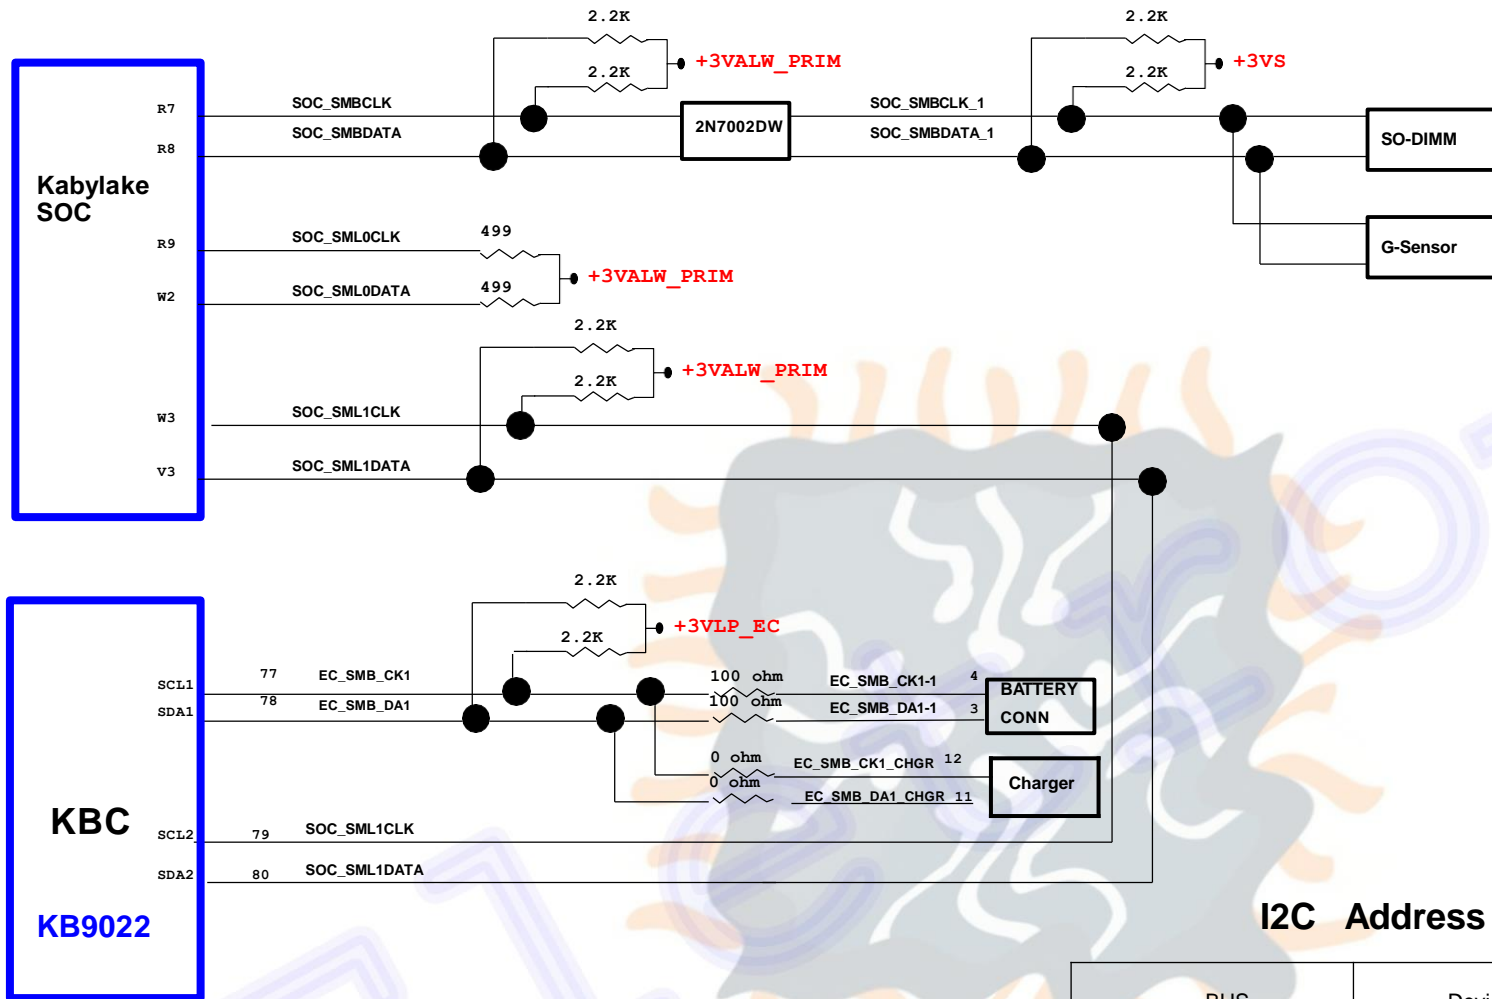 2.2K
2.2K
+3VALW_PRIM
2.2K
2.2K
+3VS
Kabylake
SOC
R7
SOC_SMBCLK
R8
SOC_SMBDATA
2N7002DW
SOC_SMBCLK_1
SOC_SMBDATA_1
SO-DIMM
G-Sensor
R9
SOC_SML0CLK
499
W2
SOC_SML0DATA
499
+3VALW_PRIM
2.2K
2.2K
+3VALW_PRIM
W3
SOC_SML1CLK
V3
SOC_SML1DATA
2.2K
2.2K
+3VLP_EC
SCL1
77
EC_SMB_CK1
100 ohm
EC_SMB_CK1-1
4
SDA1
78
EC_SMB_DA1
100 ohm
EC_SMB_DA1-1
3
BATTERY
CONN
0 ohm
EC_SMB_CK1_CHGR
12
0 ohm
EC_SMB_DA1_CHGR
11
Charger
KBC
SCL2
79
SOC_SML1CLK
SDA2
80
SOC_SML1DATA
KB9022
I2C Address
BUS